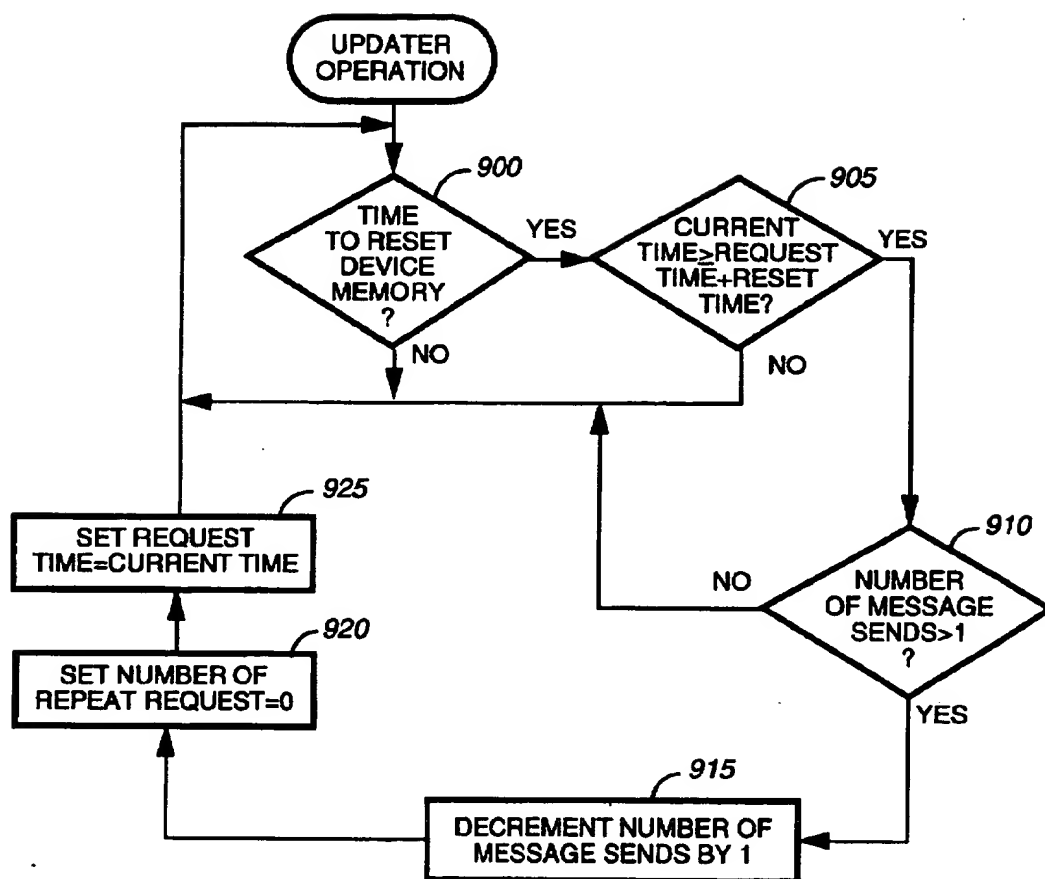 UPDATER
OPERATION
900
TIME
TO RESET
DEVICE
MEMORY
?
YES
NO
905
CURRENT
TIME≥REQUEST
TIME+RESET
TIME?
YES
NO
910
NUMBER
OF MESSAGE
SENDS>1
?
NO
YES
915
DECREMENT NUMBER OF
MESSAGE SENDS BY 1
920
SET NUMBER OF
REPEAT REQUEST=0
925
SET REQUEST
TIME=CURRENT TIME